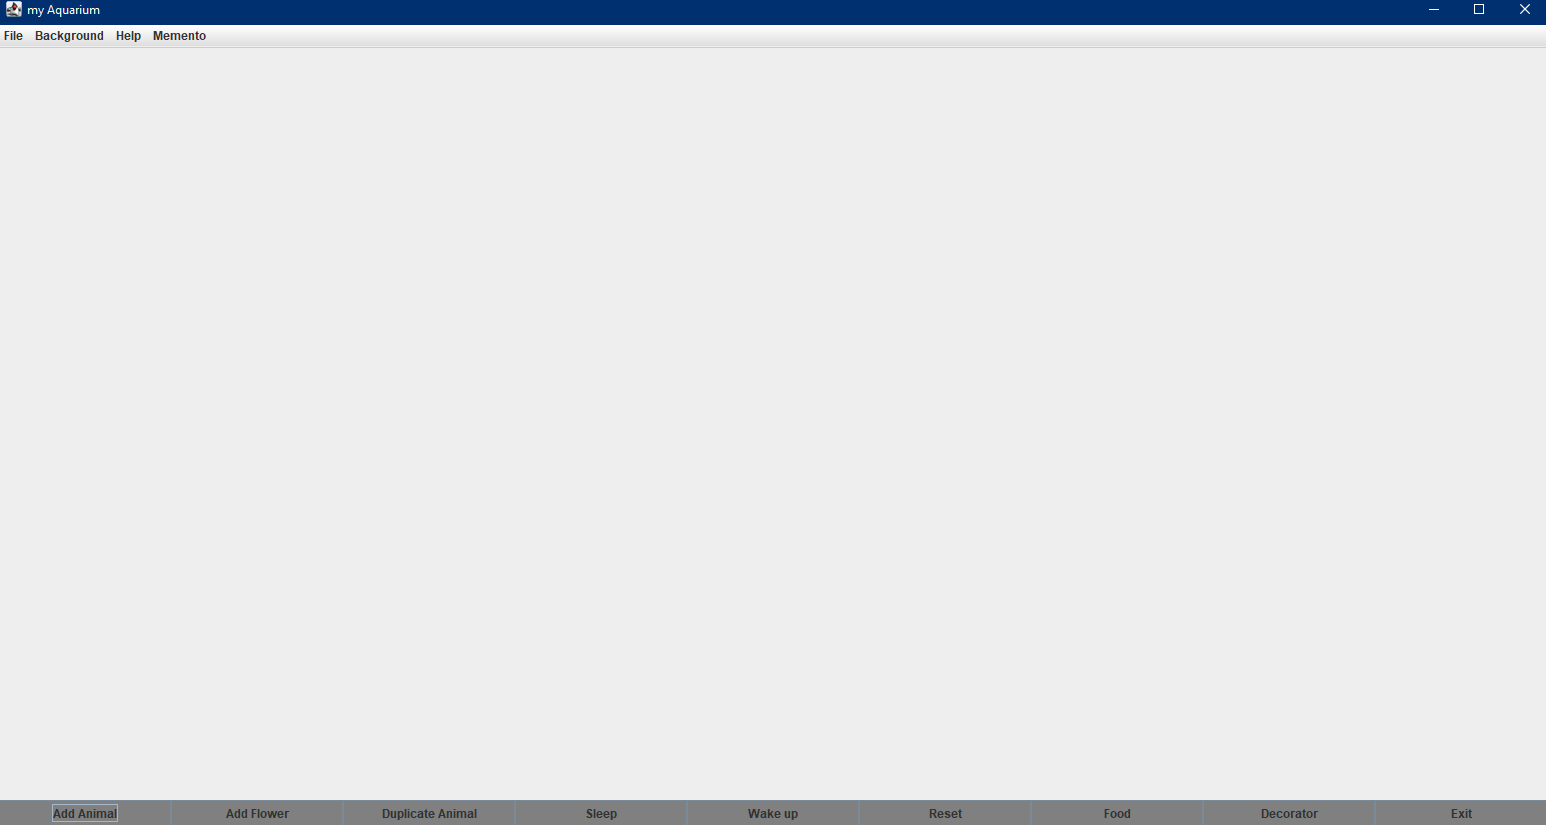 my Aquarium
File Background Help Memento
Add Animal Add Flower Duplicate Animal Sleep Wake up Reset Food Decorator Exit